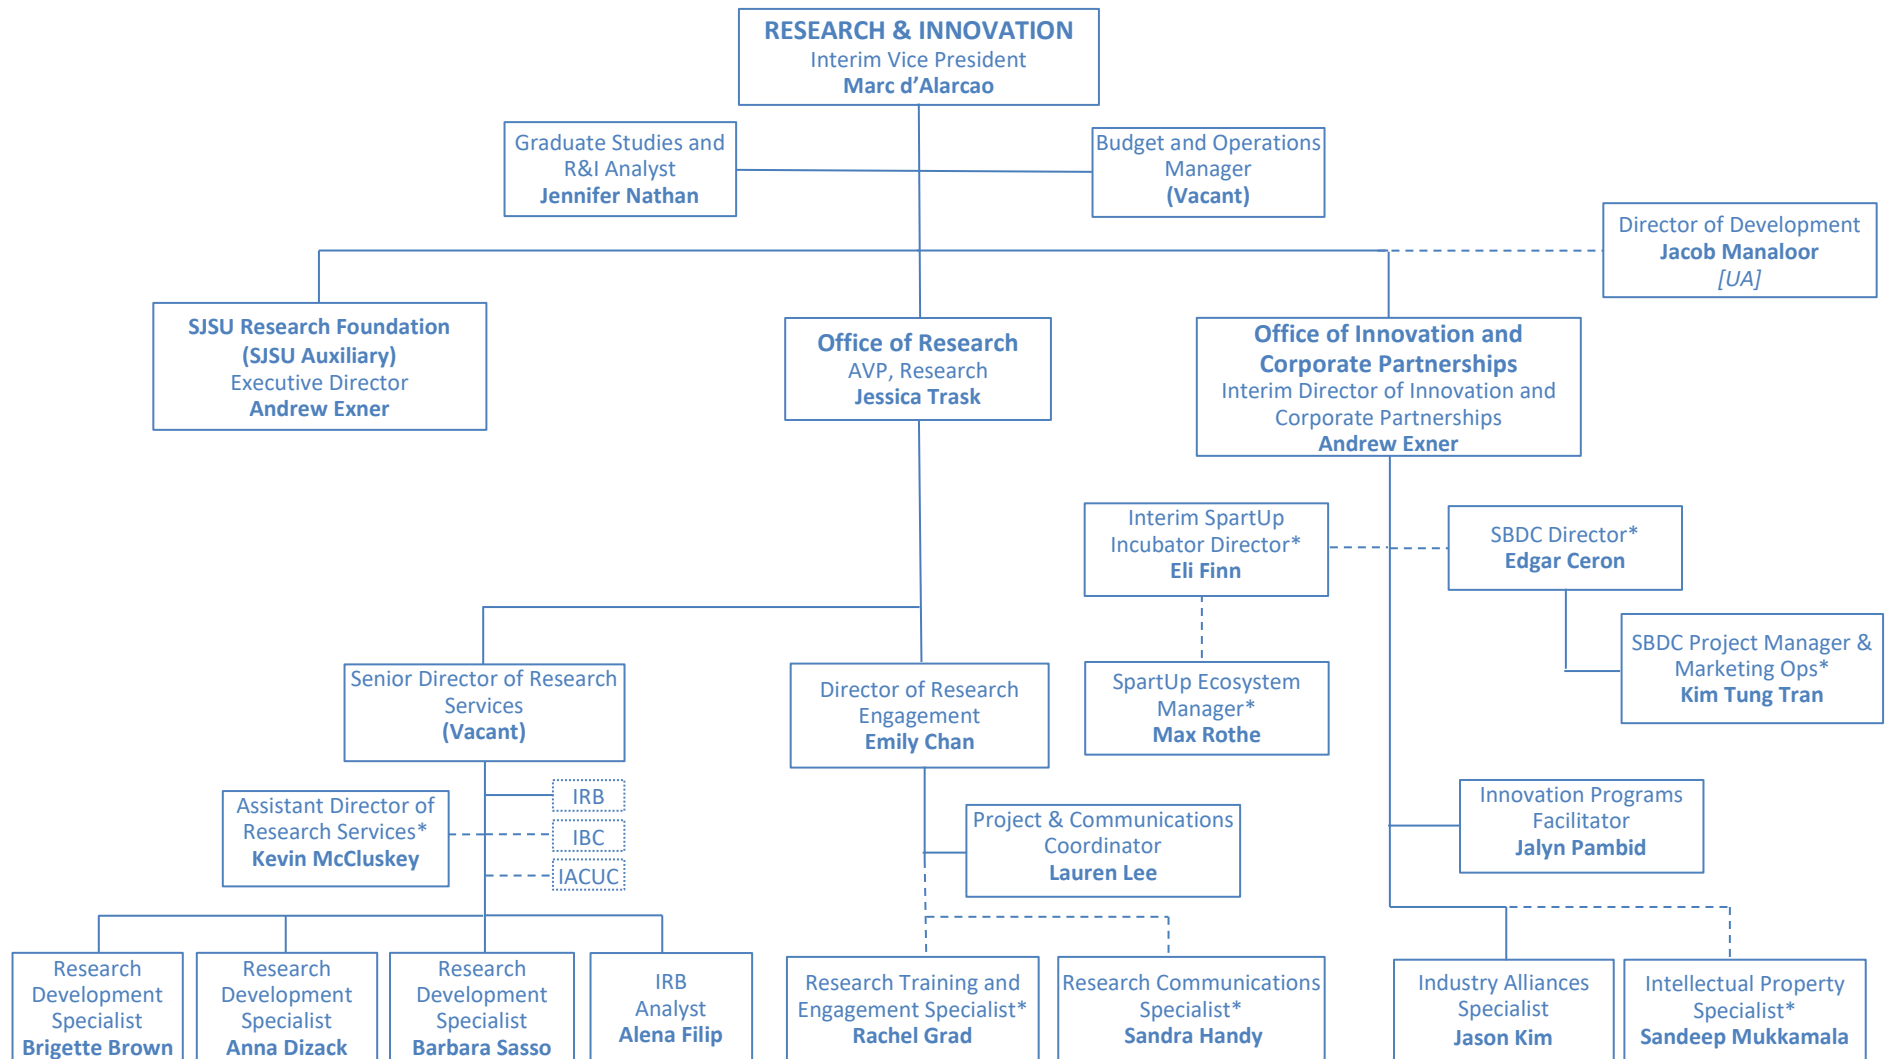 RESEARCH & INNOVATION
Interim Vice President
Marc d’Alarcao
Graduate Studies and
R&I Analyst
Jennifer Nathan
Budget and Operations
Manager
(Vacant)
Director of Development
Jacob Manaloor
[UA]
SJSU Research Foundation
(SJSU Auxiliary)
Executive Director
Andrew Exner
Office of Research
AVP, Research
Jessica Trask
Office of Innovation and
Corporate Partnerships
Interim Director of Innovation and
Corporate Partnerships
Andrew Exner
Interim SpartUp
Incubator Director*
Eli Finn
SBDC Director*
Edgar Ceron
SBDC Project Manager &
Marketing Ops*
Kim Tung Tran
Senior Director of Research
Services
(Vacant)
Director of Research
Engagement
Emily Chan
SpartUp Ecosystem
Manager*
Max Rothe
Assistant Director of
Research Services*
Kevin McCluskey
IRB
IBC
IACUC
Project & Communications
Coordinator
Lauren Lee
Innovation Programs
Facilitator
Jalyn Pambid
Research
Development
Specialist
Brigette Brown
Research
Development
Specialist
Anna Dizack
Research
Development
Specialist
Barbara Sasso
IRB
Analyst
Alena Filip
Research Training and
Engagement Specialist*
Rachel Grad
Research Communications
Specialist*
Sandra Handy
Industry Alliances
Specialist
Jason Kim
Intellectual Property
Specialist*
Sandeep Mukkamala